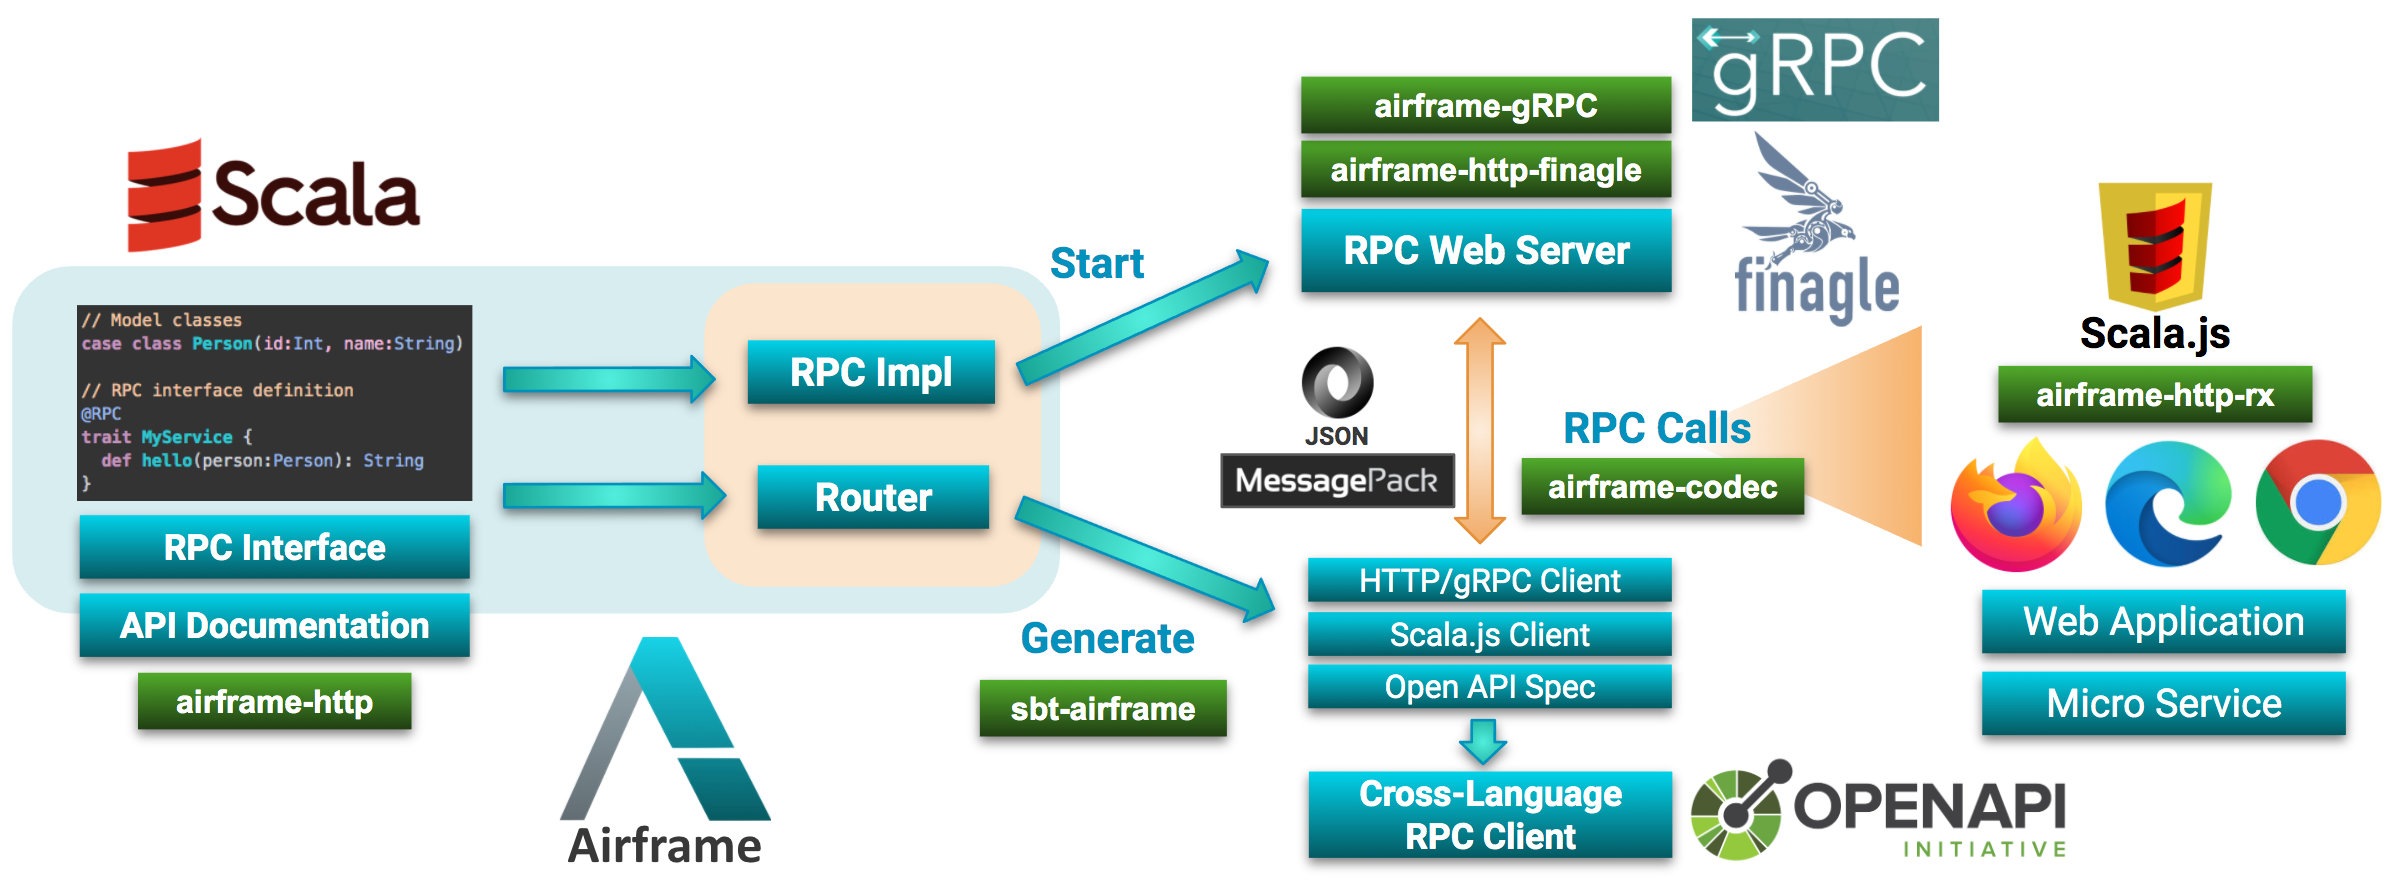 Scala
// Model classes
case class Person(id:Int, name:String)
// RPC interface definition
@RPC
trait MyService {
  def hello(person:Person): String
}
RPC Interface
API Documentation
airframe-http
Airframe
RPC Impl
Router
Start
Generate
sbt-airframe
airframe-gRPC
airframe-http-finagle
RPC Web Server
gRPC
finagle
JSON
MessagePack
RPC Calls
airframe-codec
HTTP/gRPC Client
Scala.js Client
Open API Spec
Cross-Language
RPC Client
OPENAPI
INITIATIVE
Scala.js
airframe-http-rx
Web Application
Micro Service